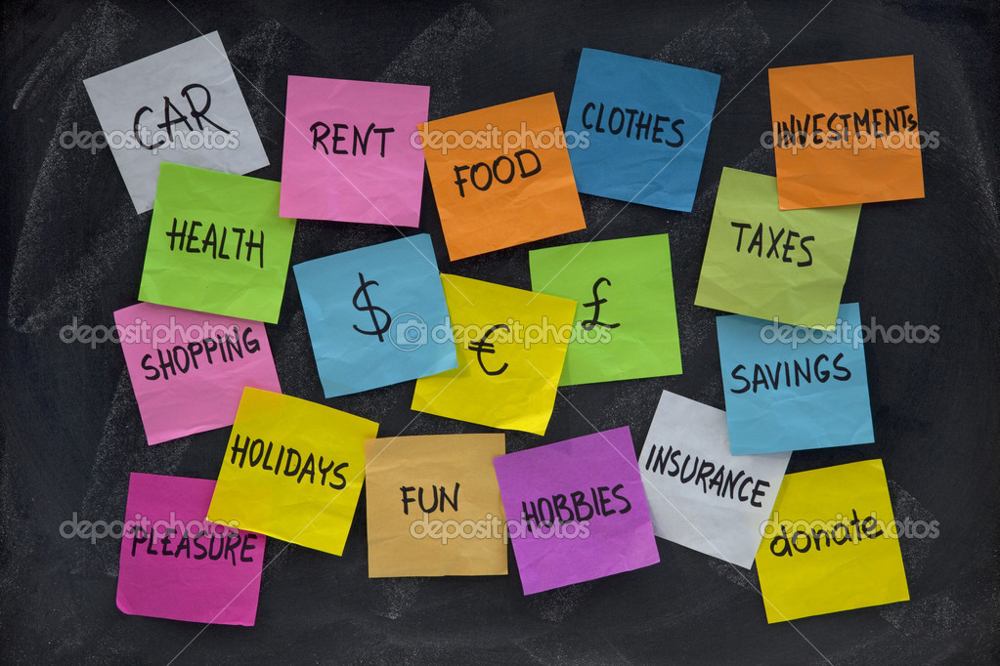 CAR
RENT
FOOD
CLOTHES
INVESTMENTs
HEALTH
$
€
£
TAXES
SHOPPING
SAVINGS
HOLIDAYS
FUN
HOBBIES
INSURANCE
PLEASURE
donate
depositphotos
depositphotos
depositphotos
depositphotos
depositphotos
depositphotos
depositphotos
depositphotos
depositphotos